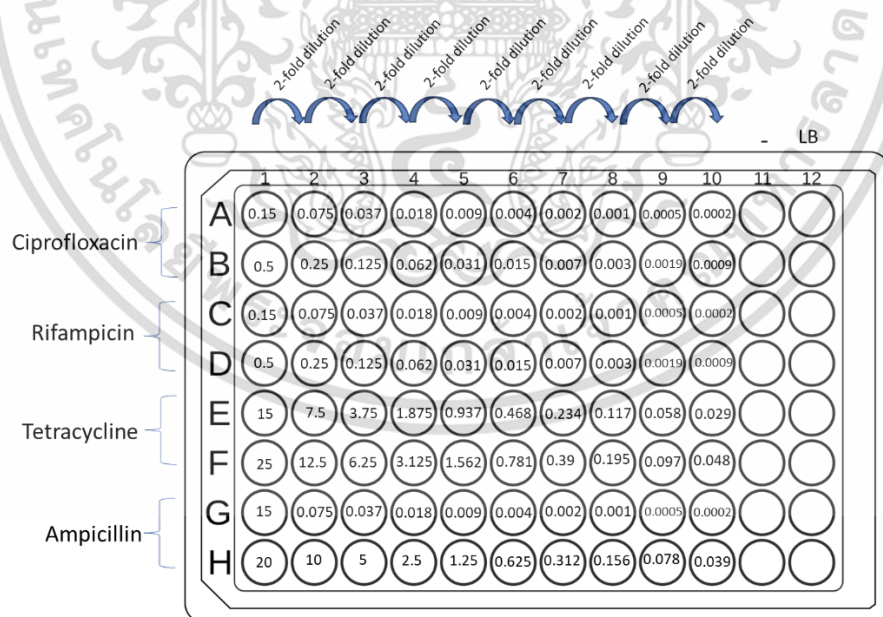 2-fold dilution 2-fold dilution 2-fold dilution 2-fold dilution 2-fold dilution 2-fold dilution 2-fold dilution 2-fold dilution 2-fold dilution
- LB
1 2 3 4 5 6 7 8 9 10 11 12
Ciprofloxacin
A 0.15 0.075 0.037 0.018 0.009 0.004 0.002 0.001 0.0005 0.0002
B 0.5 0.25 0.125 0.062 0.031 0.015 0.007 0.003 0.0019 0.0009
Rifampicin
C 0.15 0.075 0.037 0.018 0.009 0.004 0.002 0.001 0.0005 0.0002
D 0.5 0.25 0.125 0.062 0.031 0.015 0.007 0.003 0.0019 0.0009
Tetracycline
E 15 7.5 3.75 1.875 0.937 0.468 0.234 0.117 0.058 0.029
F 25 12.5 6.25 3.125 1.562 0.781 0.39 0.195 0.097 0.048
Ampicillin
G 15 0.075 0.037 0.018 0.009 0.004 0.002 0.001 0.0005 0.0002
H 20 10 5 2.5 1.25 0.625 0.312 0.156 0.078 0.039